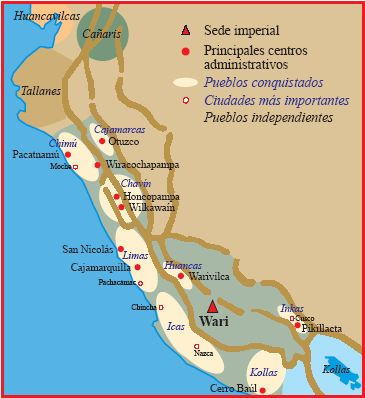 Huancavilcas
Cañaris
Sede imperial
Principales centros
administrativos
Pueblos conquistados
Ciudades más importantes
Pueblos independientes
Tallanes
Cajamarcas
Otuzco
Chimú
Pacatnamú
Moche
Wiracochapampa
Chavín
Honcopampa
Wilkawaín
San Nicolás
Limas
Cajamarquilla
Huancas
Warivilca
Pachacámac
Chincha
Wari
Inkas
Cusco
Pikillacta
Icas
Nazca
Kollas
Kollas
Cerro Baúl